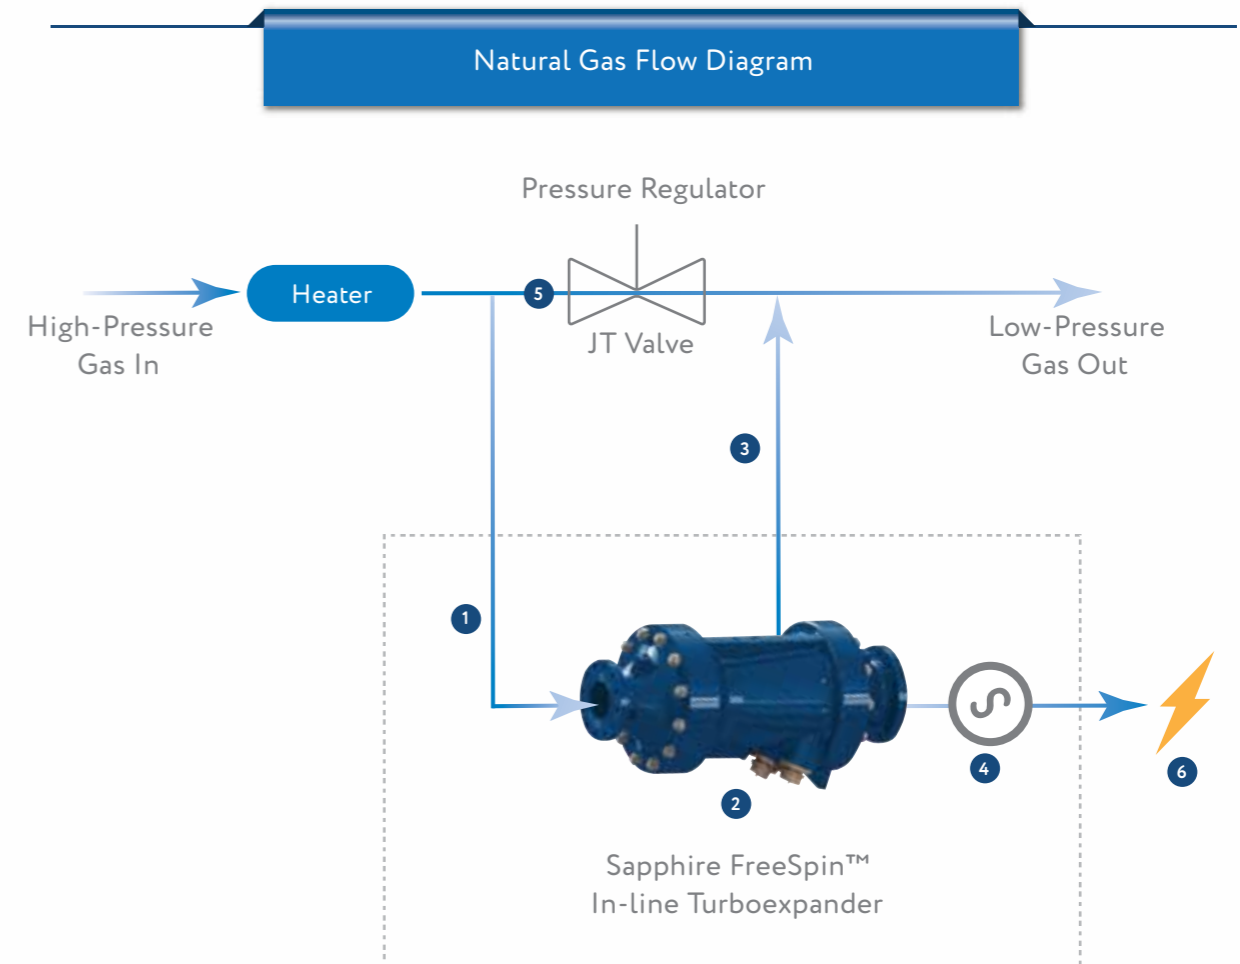 Natural Gas Flow Diagram
Pressure Regulator
Heater
5
High-Pressure
Gas In
JT Valve
Low-Pressure
Gas Out
3
1
4
6
2
Sapphire FreeSpin™
In-line Turboexpander